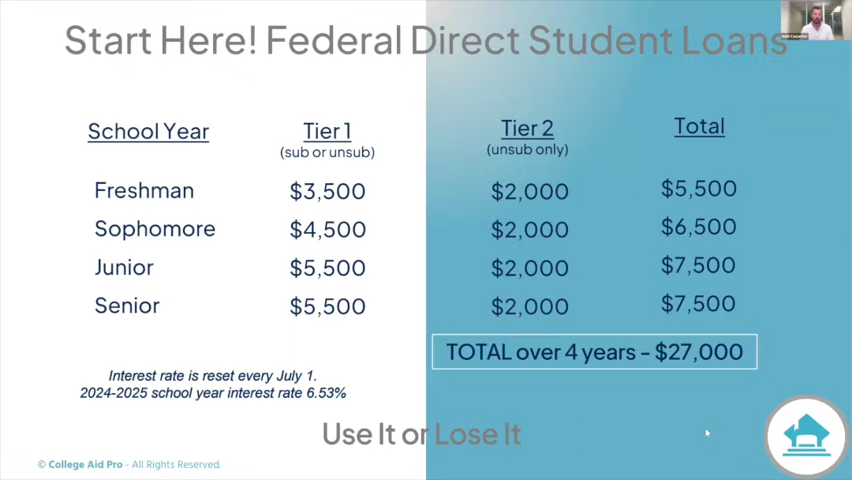 Start Here! Federal Direct Student Loans
School Year Tier 1 Tier 2 Total
(sub or unsub) (unsub only)
Freshman $3,500 $2,000 $5,500
Sophomore $4,500 $2,000 $6,500
Junior $5,500 $2,000 $7,500
Senior $5,500 $2,000 $7,500
TOTAL over 4 years - $27,000
Interest rate is reset every July 1.
2024-2025 school year interest rate 6.53%
Use It or Lose It
© College Aid Pro - All Rights Reserved.